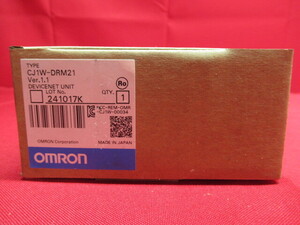 TYPE
CJ1W-DRM21
Ver.1.1
DEVICENET UNIT
LOT No.
241017K
QTY.
1
OMRON Corporation
MADE IN JAPAN
OMRON